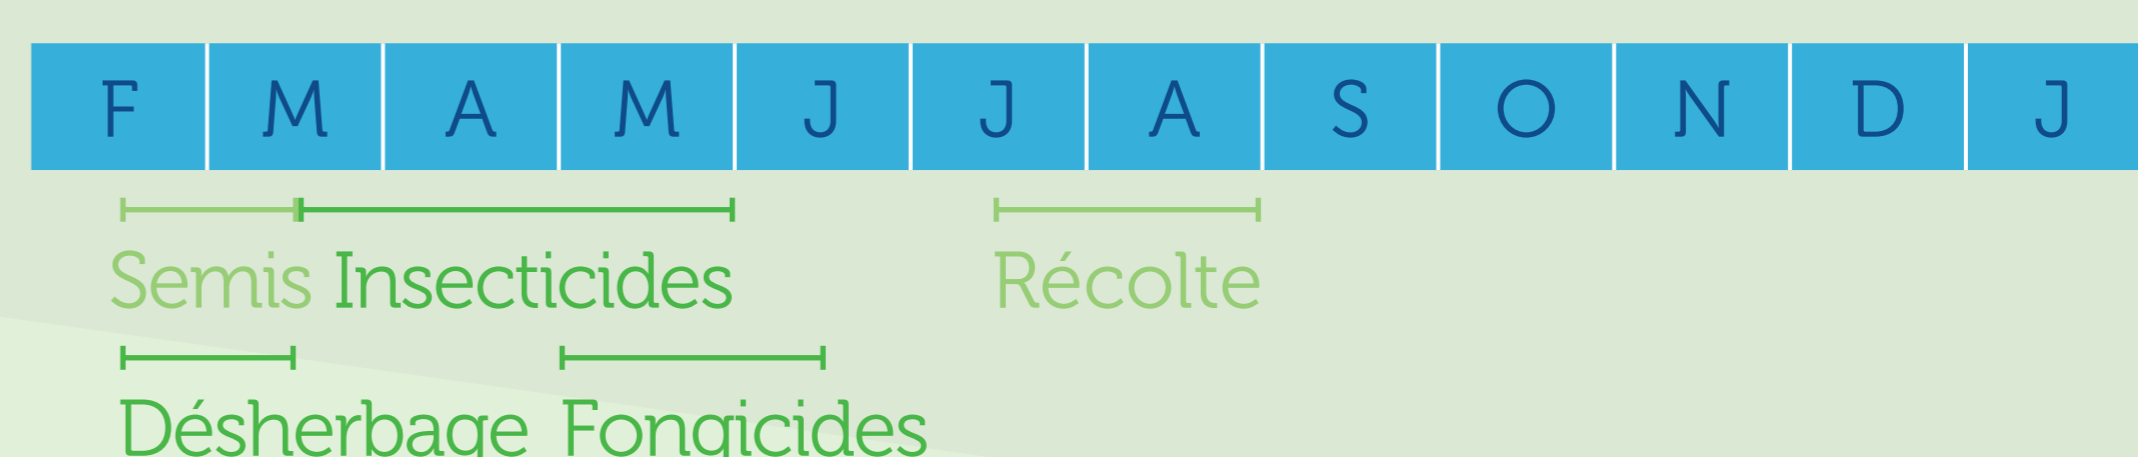 F M A M J J A S O N D J
Semis Insecticides Récolte
Désherbage Fongicides